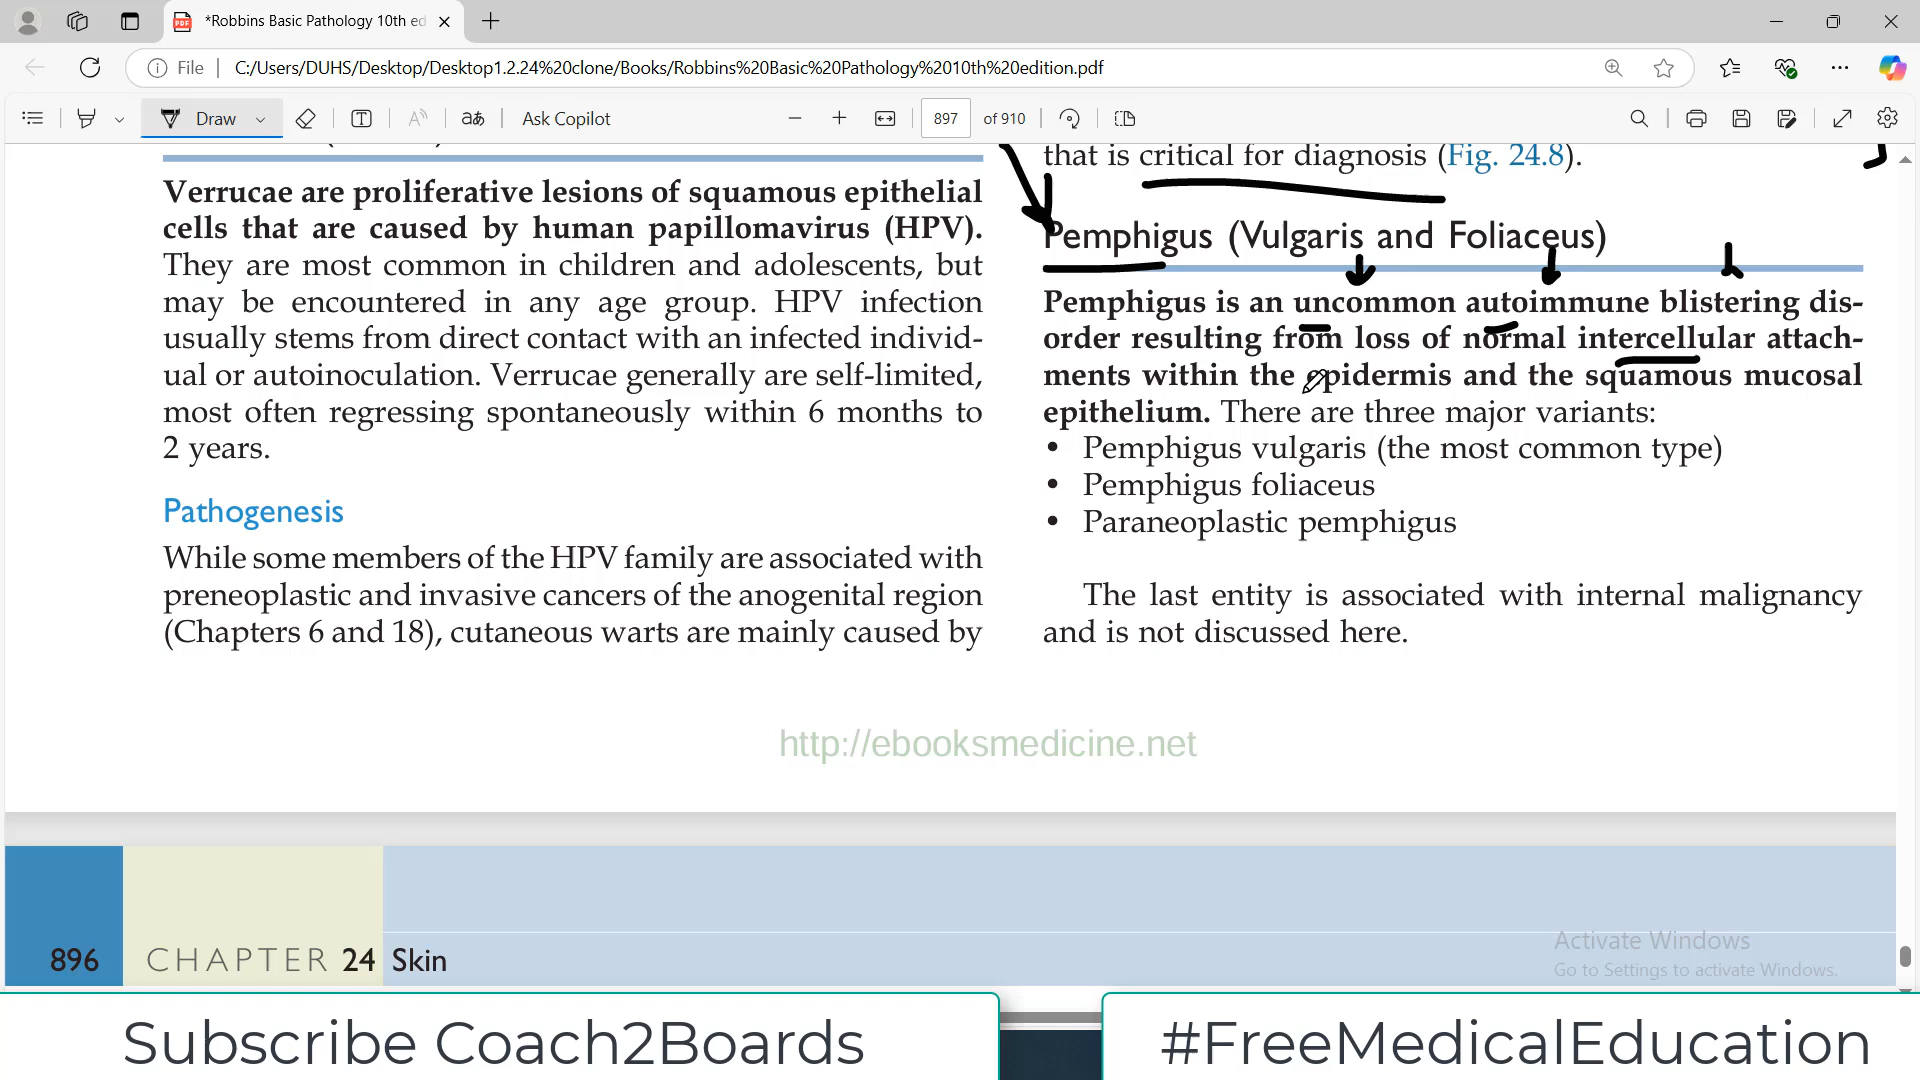 *Robbins Basic Pathology 10th ed
File
C:/Users/DUHS/Desktop/Desktop1.2.24%20clone/Books/Robbins%20Basic%20Pathology%2010th%20edition.pdf
Draw
aあ
Ask Copilot
897 of 910
Verrucae are proliferative lesions of squamous epithelial
cells that are caused by human papillomavirus (HPV).
They are most common in children and adolescents, but
may be encountered in any age group. HPV infection
usually stems from direct contact with an infected individ-
ual or autoinoculation. Verrucae generally are self-limited,
most often regressing spontaneously within 6 months to
2 years.
Pathogenesis
While some members of the HPV family are associated with
preneoplastic and invasive cancers of the anogenital region
(Chapters 6 and 18), cutaneous warts are mainly caused by
that is critical for diagnosis (Fig. 24.8).
Pemphigus (Vulgaris and Foliaceus)
Pemphigus is an uncommon autoimmune blistering dis-
order resulting from loss of normal intercellular attach-
ments within the epidermis and the squamous mucosal
epithelium. There are three major variants:
• Pemphigus vulgaris (the most common type)
• Pemphigus foliaceus
• Paraneoplastic pemphigus
The last entity is associated with internal malignancy
and is not discussed here.
http://ebooksmedicine.net
896 CHAPTER 24 Skin
Activate Windows
Go to Settings to activate Windows.
Subscribe Coach2Boards
#FreeMedicalEducation